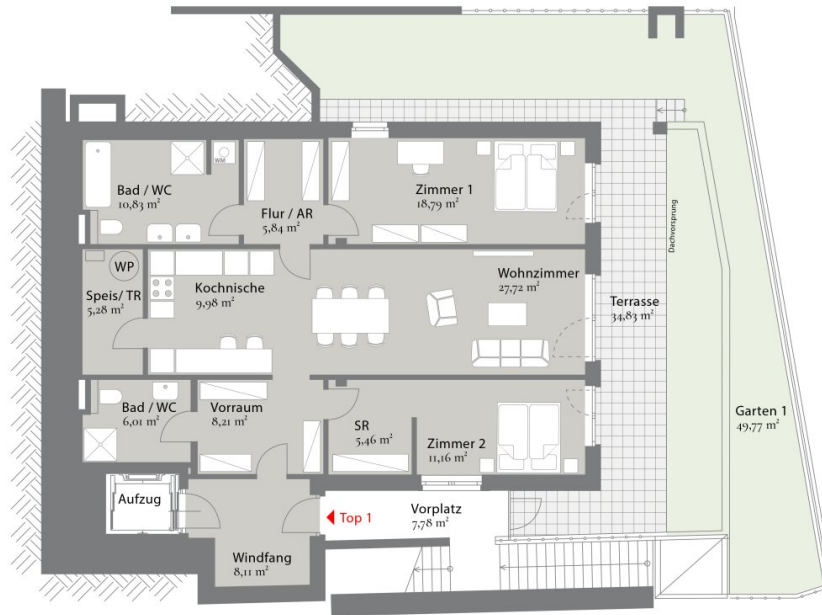 WM
Bad / WC
10,83 m²
Flur / AR
5,84 m²
Zimmer 1
18,79 m²
Dachvorsprung
WP
Speis/ TR
5,28 m²
Kochnische
9,98 m²
Wohnzimmer
27,72 m²
Terrasse
34,83 m²
Bad / WC
6,01 m²
Vorraum
8,21 m²
SR
5,46 m²
Zimmer 2
11,16 m²
Garten 1
49,77 m²
Aufzug
Top 1
Vorplatz
7,78 m²
Windfang
8,11 m²